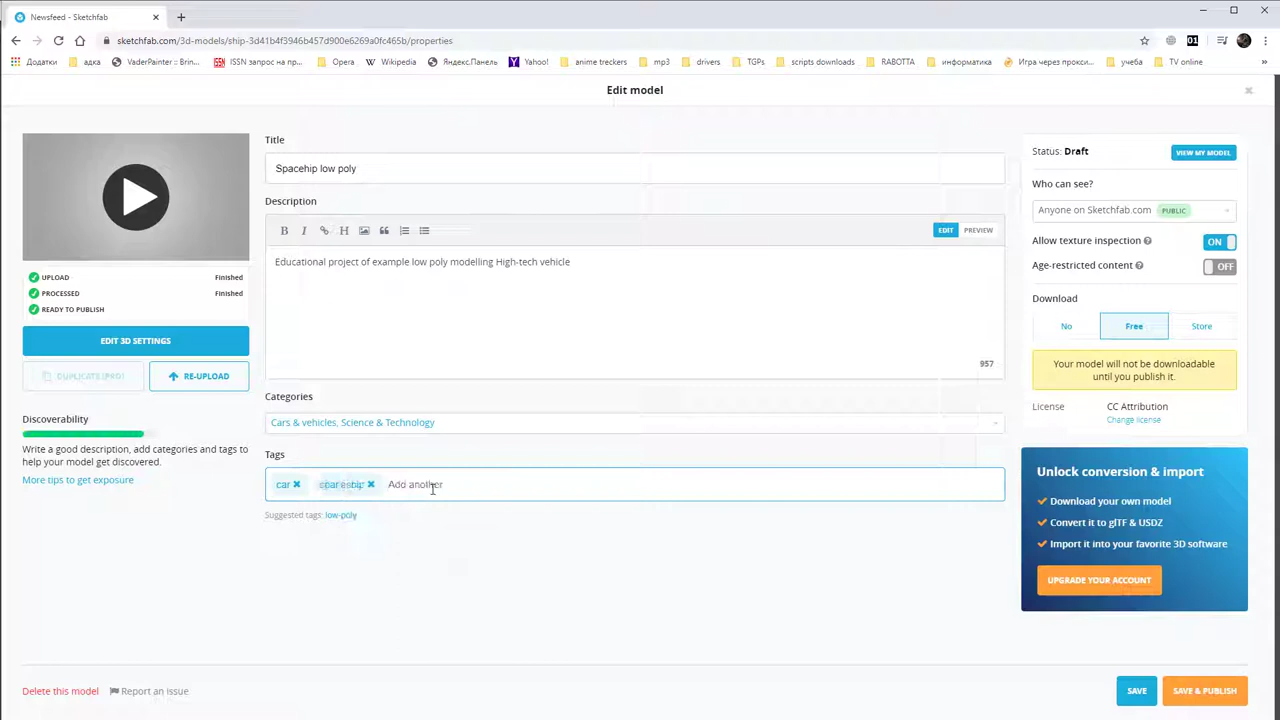 Newsfeed - Sketchfab
sketchfab.com/3d-models/ship-3d41b4f3946b457d900e6269a0fc465b/properties
Додатки адка VaderPainter :: Brin... ISSN запрос на пр... Opera Wikipedia Яндекс.Панель Yahoo! anime treckers mp3 drivers TGPs scripts downloads RABOTTA информатика Игра через прокси... учеба TV online »
Edit model
Title
Spacehip low poly
Description
B I H EDIT PREVIEW
Educational project of example low poly modelling High-tech vehicle
957
Categories
Cars & vehicles, Science & Technology
Tags
car Add another
Suggested tags: low-poly
UPLOAD Finished
PROCESSED Finished
READY TO PUBLISH
EDIT 3D SETTINGS
DUPLICATE (PRO) RE-UPLOAD
Discoverability
Write a good description, add categories and tags to
help your model get discovered.
More tips to get exposure
Status: Draft VIEW MY MODEL
Who can see?
Anyone on Sketchfab.com PUBLIC
Allow texture inspection ON
Age-restricted content OFF
Download
No Free Store
Your model will not be downloadable
until you publish it.
License CC Attribution
Change license
Unlock conversion & import
Download your own model
Convert it to glTF & USDZ
Import it into your favorite 3D software
UPGRADE YOUR ACCOUNT
Delete this model Report an issue
SAVE SAVE & PUBLISH